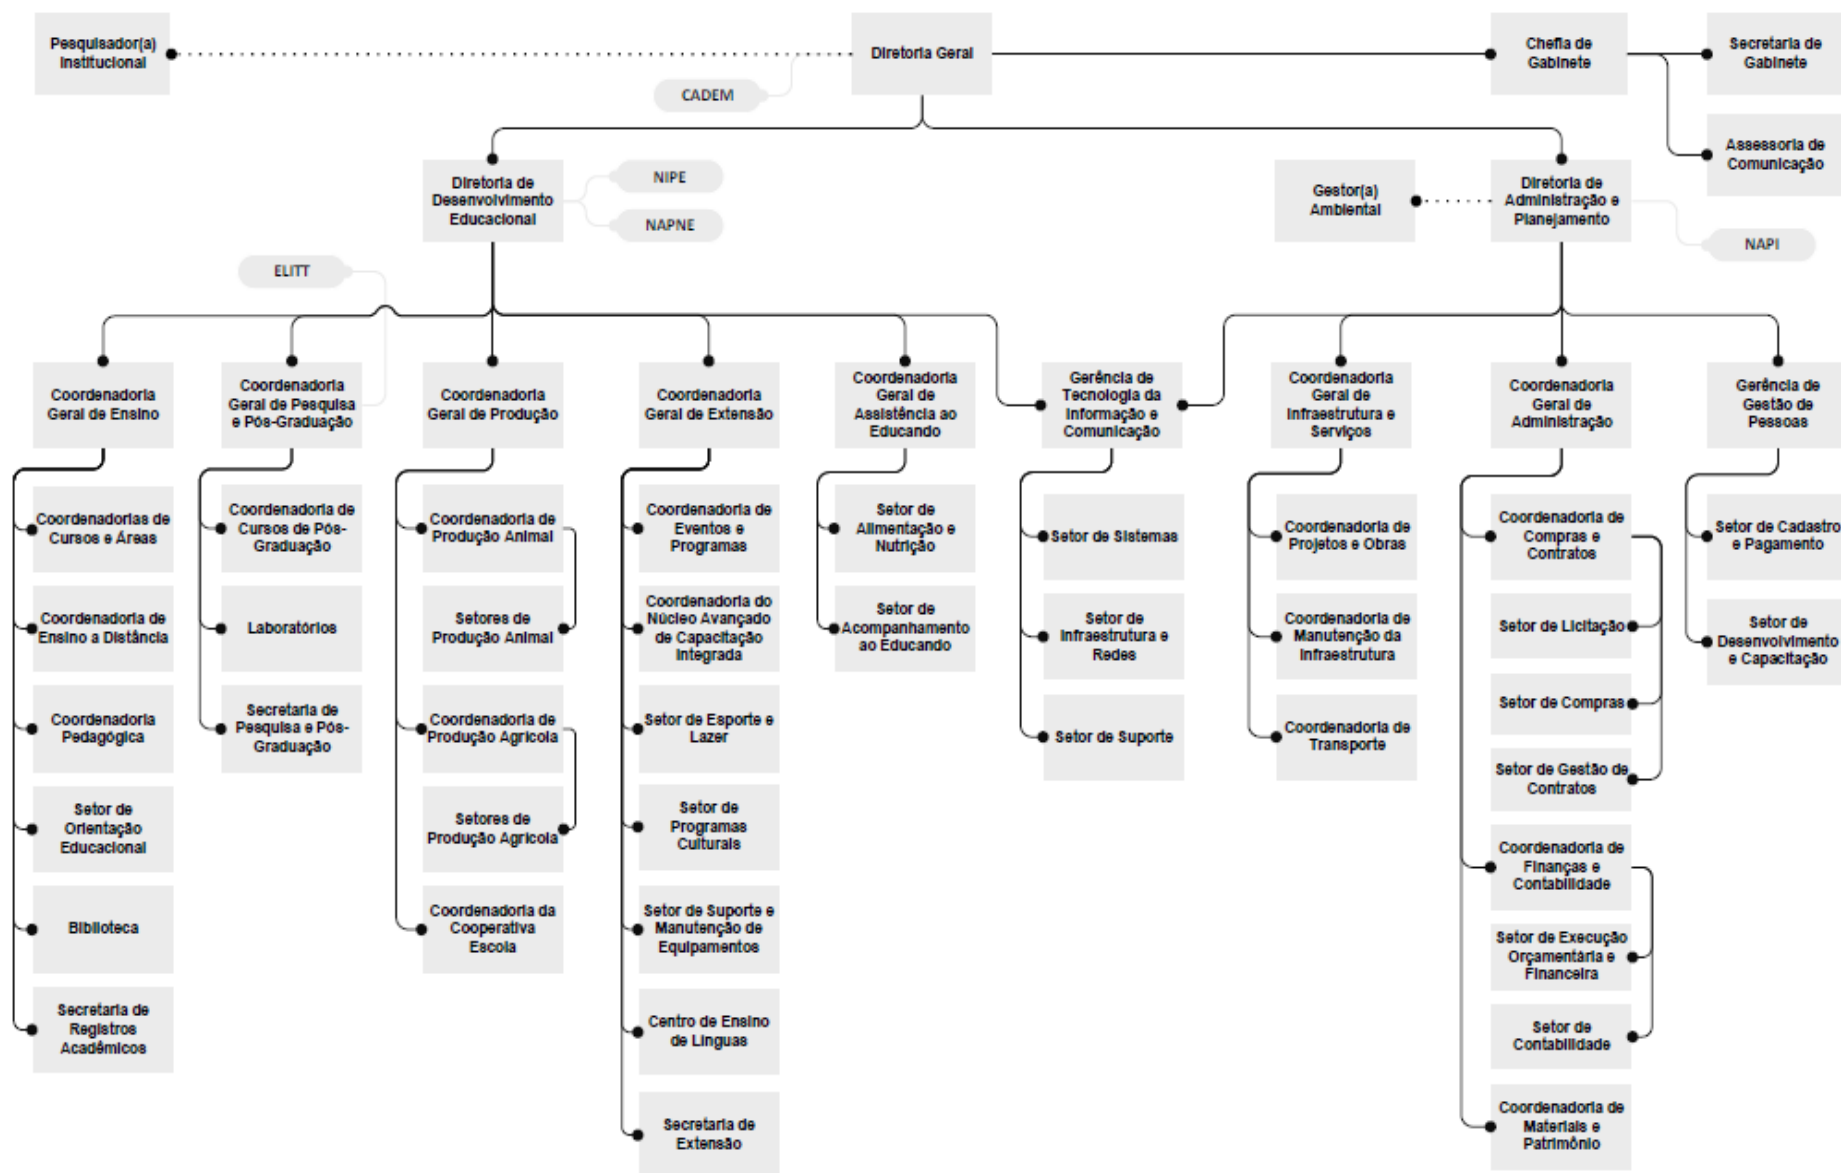 Pesquisador(a)
Institucional
Diretoria Geral
Chefia de
Gabinete
Secretaria de
Gabinete
CADEM
Assessoria de
Comunicação
Diretoria de
Desenvolvimento
Educacional
NIPE
NAPNE
Gestor(a)
Ambiental
Diretoria de
Administração e
Planejamento
NAPI
ELITT
Coordenadoria
Geral de Ensino
Coordenadoria
Geral de Pesquisa
e Pós-Graduação
Coordenadoria
Geral de Produção
Coordenadoria
Geral de Extensão
Coordenadoria
Geral de
Assistência ao
Educando
Gerência de
Tecnologia da
Informação e
Comunicação
Coordenadoria
Geral de
Infraestrutura e
Serviços
Coordenadoria
Geral de
Administração
Gerência de
Gestão de
Pessoas
Coordenadorias de
Cursos e Áreas
Coordenadoria de
Ensino a Distância
Coordenadoria
Pedagógica
Setor de
Orientação
Educacional
Biblioteca
Secretaria de
Registros
Acadêmicos
Coordenadoria de
Cursos de Pós-
Graduação
Laboratórios
Secretaria de
Pesquisa e Pós-
Graduação
Coordenadoria de
Produção Animal
Setores de
Produção Animal
Coordenadoria de
Produção Agrícola
Setores de
Produção Agrícola
Coordenadoria da
Cooperativa
Escola
Coordenadoria de
Eventos e
Programas
Coordenadoria do
Núcleo Avançado
de Capacitação
Integrada
Setor de Esporte e
Lazer
Setor de
Programas
Culturais
Setor de Suporte e
Manutenção de
Equipamentos
Centro de Ensino
de Línguas
Secretaria de
Extensão
Setor de
Alimentação e
Nutrição
Setor de
Acompanhamento
ao Educando
Setor de Sistemas
Setor de
Infraestrutura e
Redes
Setor de Suporte
Coordenadoria de
Projetos e Obras
Coordenadoria de
Manutenção da
Infraestrutura
Coordenadoria de
Transporte
Coordenadoria de
Compras e
Contratos
Setor de Licitação
Setor de Compras
Setor de Gestão de
Contratos
Coordenadoria de
Finanças e
Contabilidade
Setor de Execução
Orçamentária e
Financeira
Setor de
Contabilidade
Coordenadoria de
Materiais e
Patrimônio
Setor de Cadastro
e Pagamento
Setor de
Desenvolvimento
e Capacitação